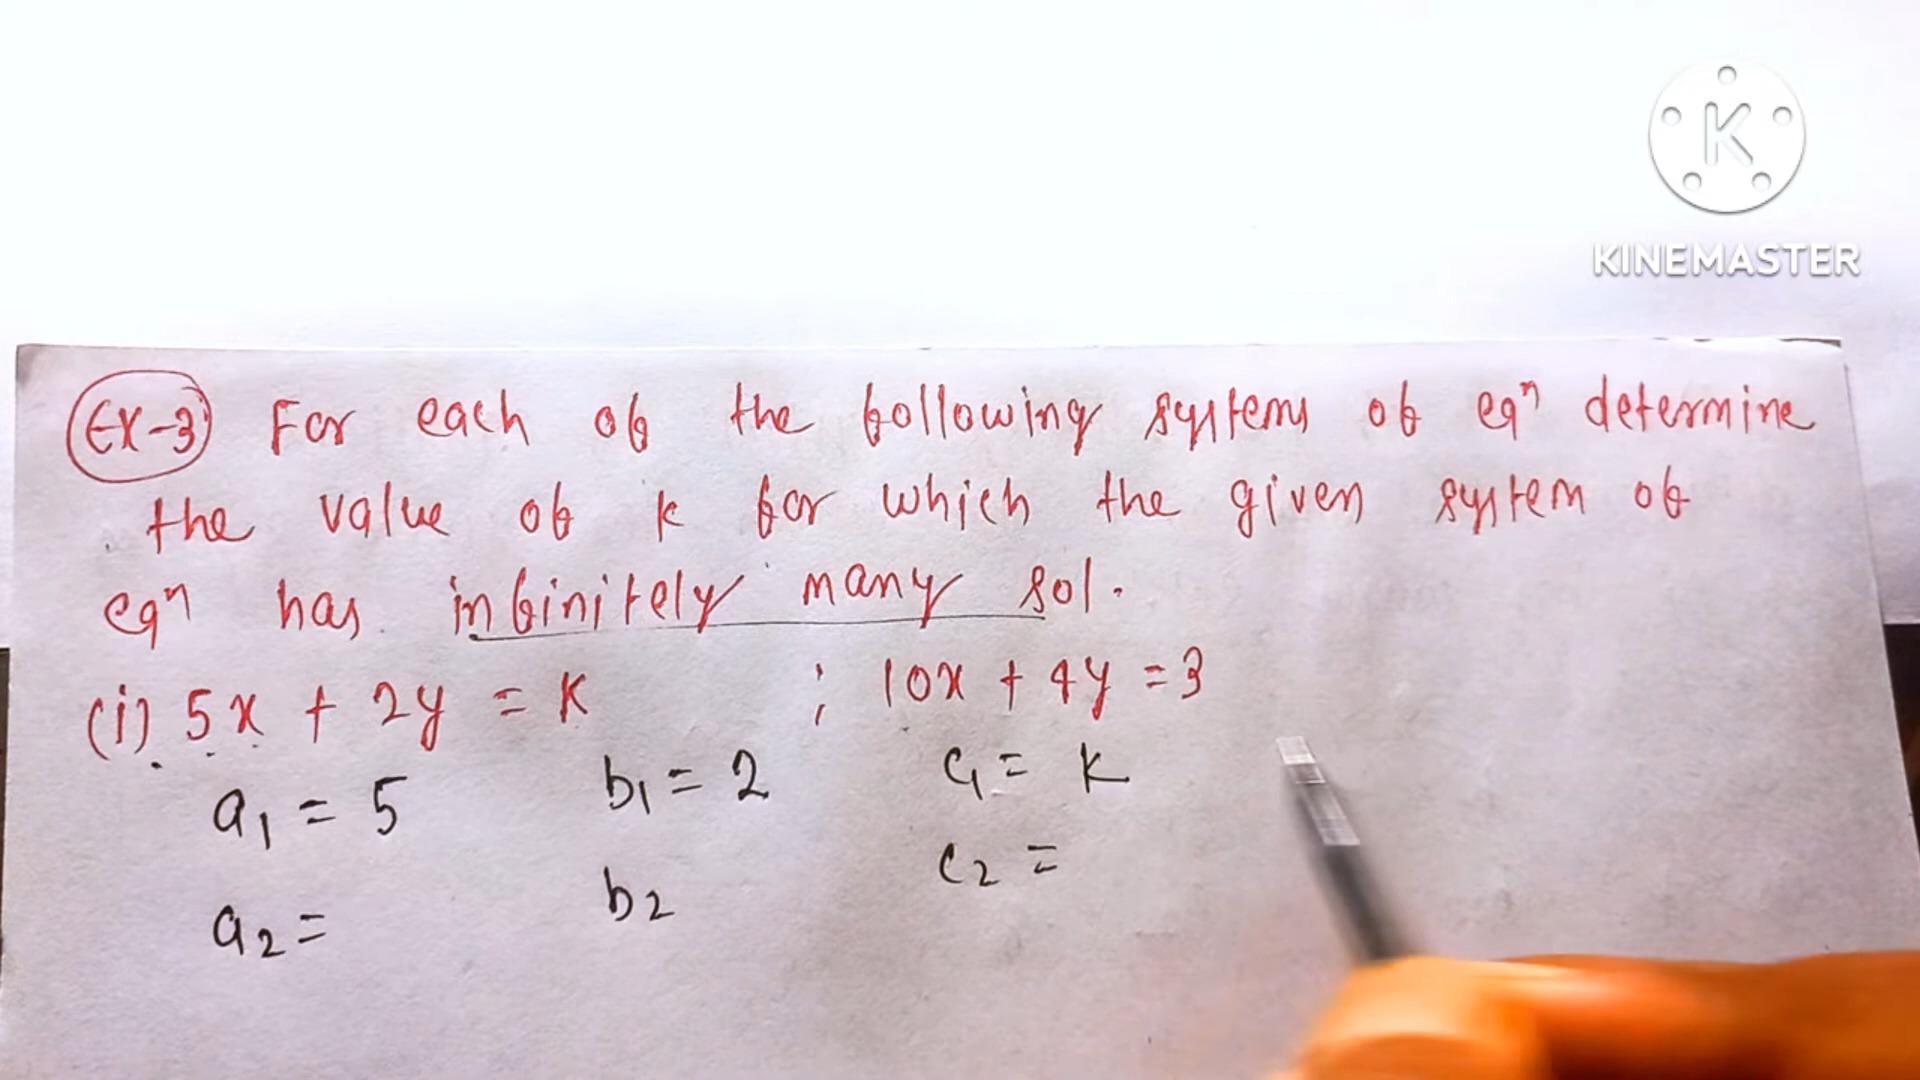 K
KINEMASTER
Ex-3 For each of the following systems of eqⁿ determine
the value of k for which the given system of
eqⁿ has infinitely many sol.
(i) 5x + 2y = k ; 10x + 4y = 3
a₁ = 5 b₁ = 2 c₁ = k
a₂ = b₂ c₂ =